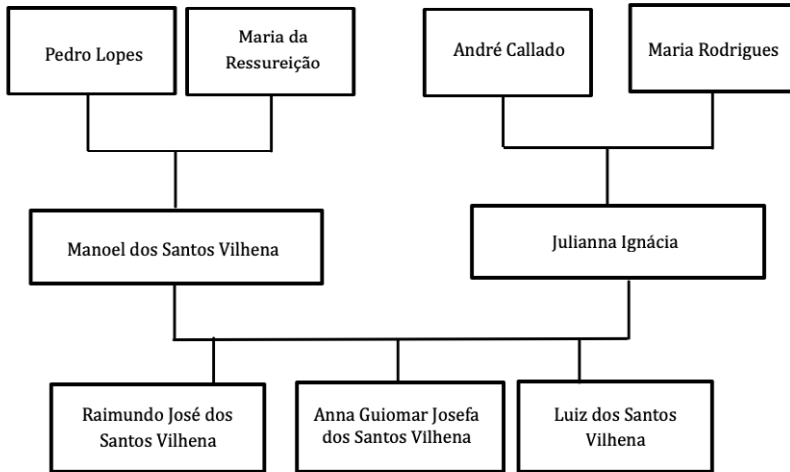 Pedro Lopes
Maria da
Ressureição
André Callado
Maria Rodrigues
Manoel dos Santos Vilhena
Julianna Ignácia
Raimundo José dos
Santos Vilhena
Anna Guiomar Josefa
dos Santos Vilhena
Luiz dos Santos
Vilhena